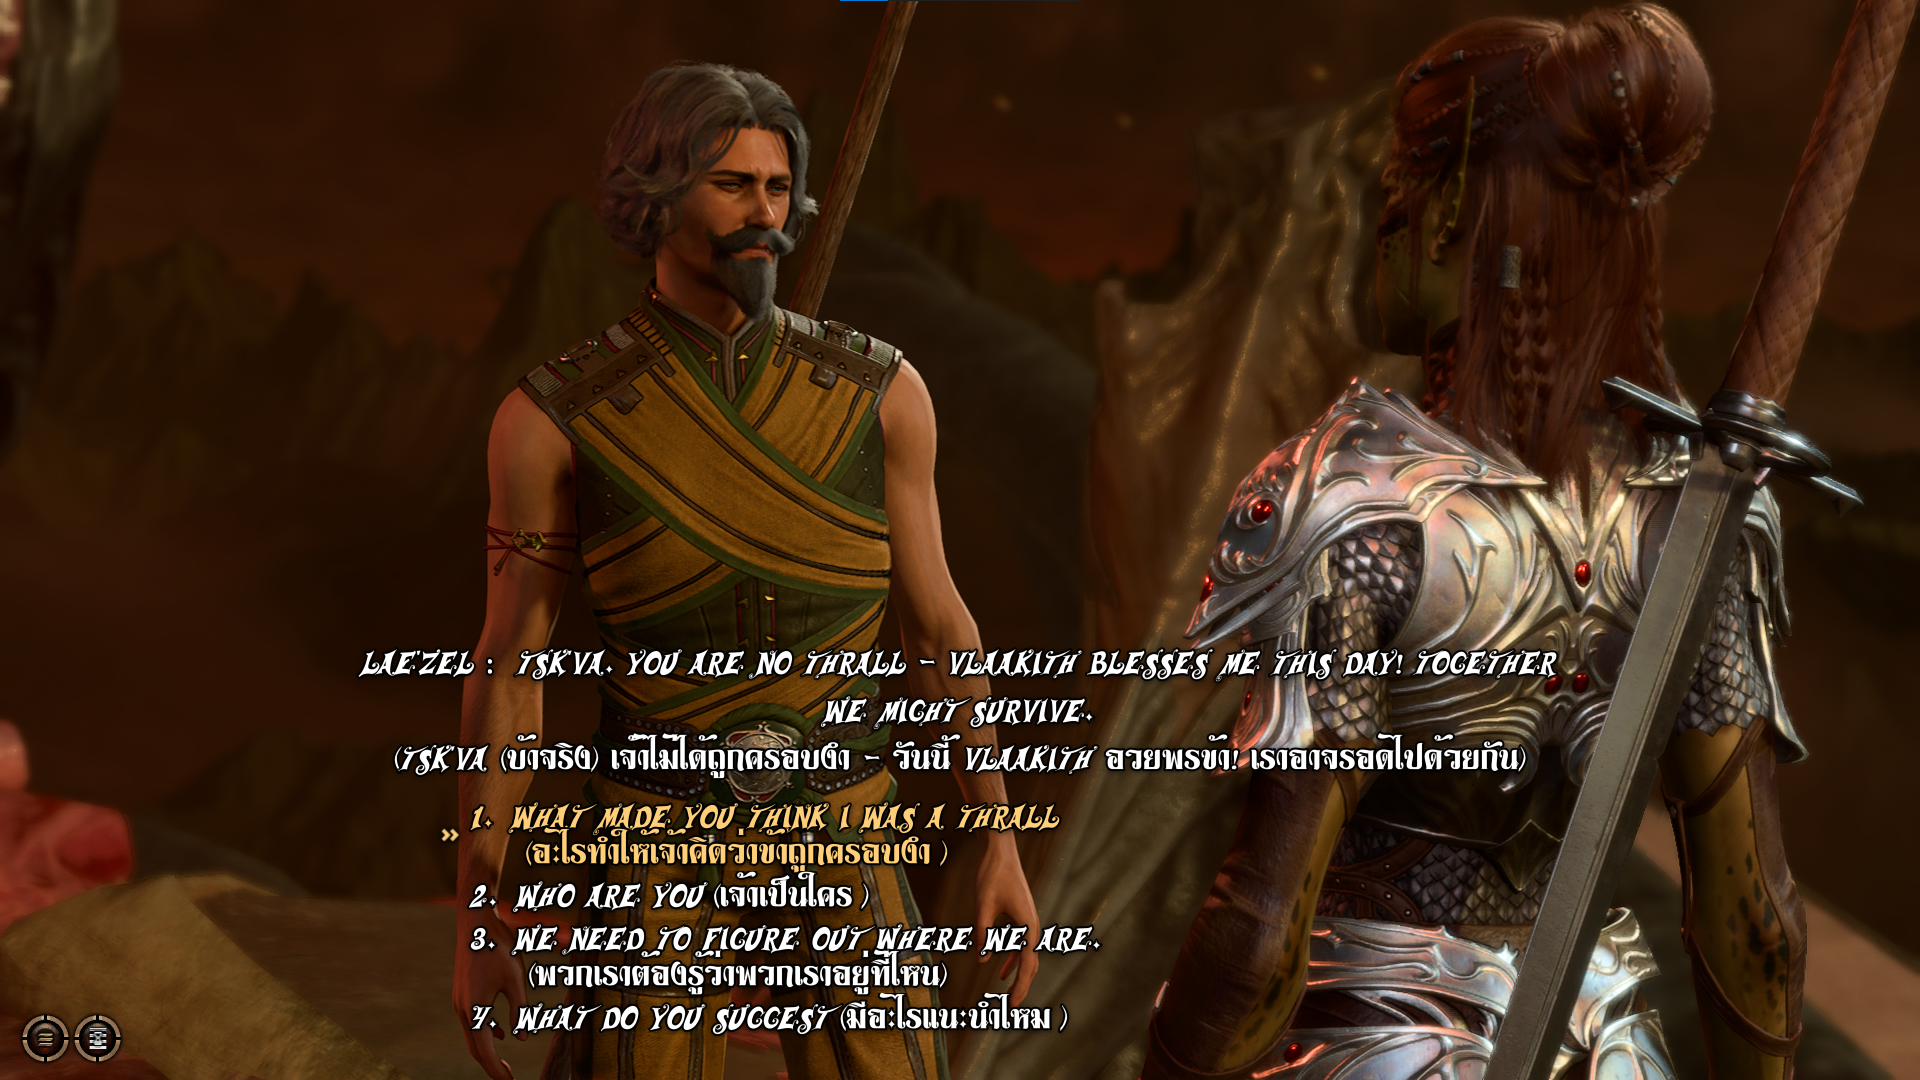 LAE'ZEL : TSK'VA. YOU ARE NO THRALL - VLAAKITH BLESSES ME THIS DAY! TOGETHER
WE MIGHT SURVIVE.
(TSK'VA (บ้าจริง) เจ้าไม่ได้ถูกครอบงำ - วันนี้ VLAAKITH อวยพรข้า! เราอาจรอดไปด้วยกัน)
1. WHAT MADE YOU THINK I WAS A THRALL
(อะไรทำให้เจ้าคิดว่าข้าถูกครอบงำ )
2. WHO ARE YOU (เจ้าเป็นใคร )
3. WE NEED TO FIGURE OUT WHERE WE ARE.
(พวกเราต้องรู้ว่าพวกเราอยู่ที่ไหน)
4. WHAT DO YOU SUGGEST (มีอะไรแนะนำไหม )